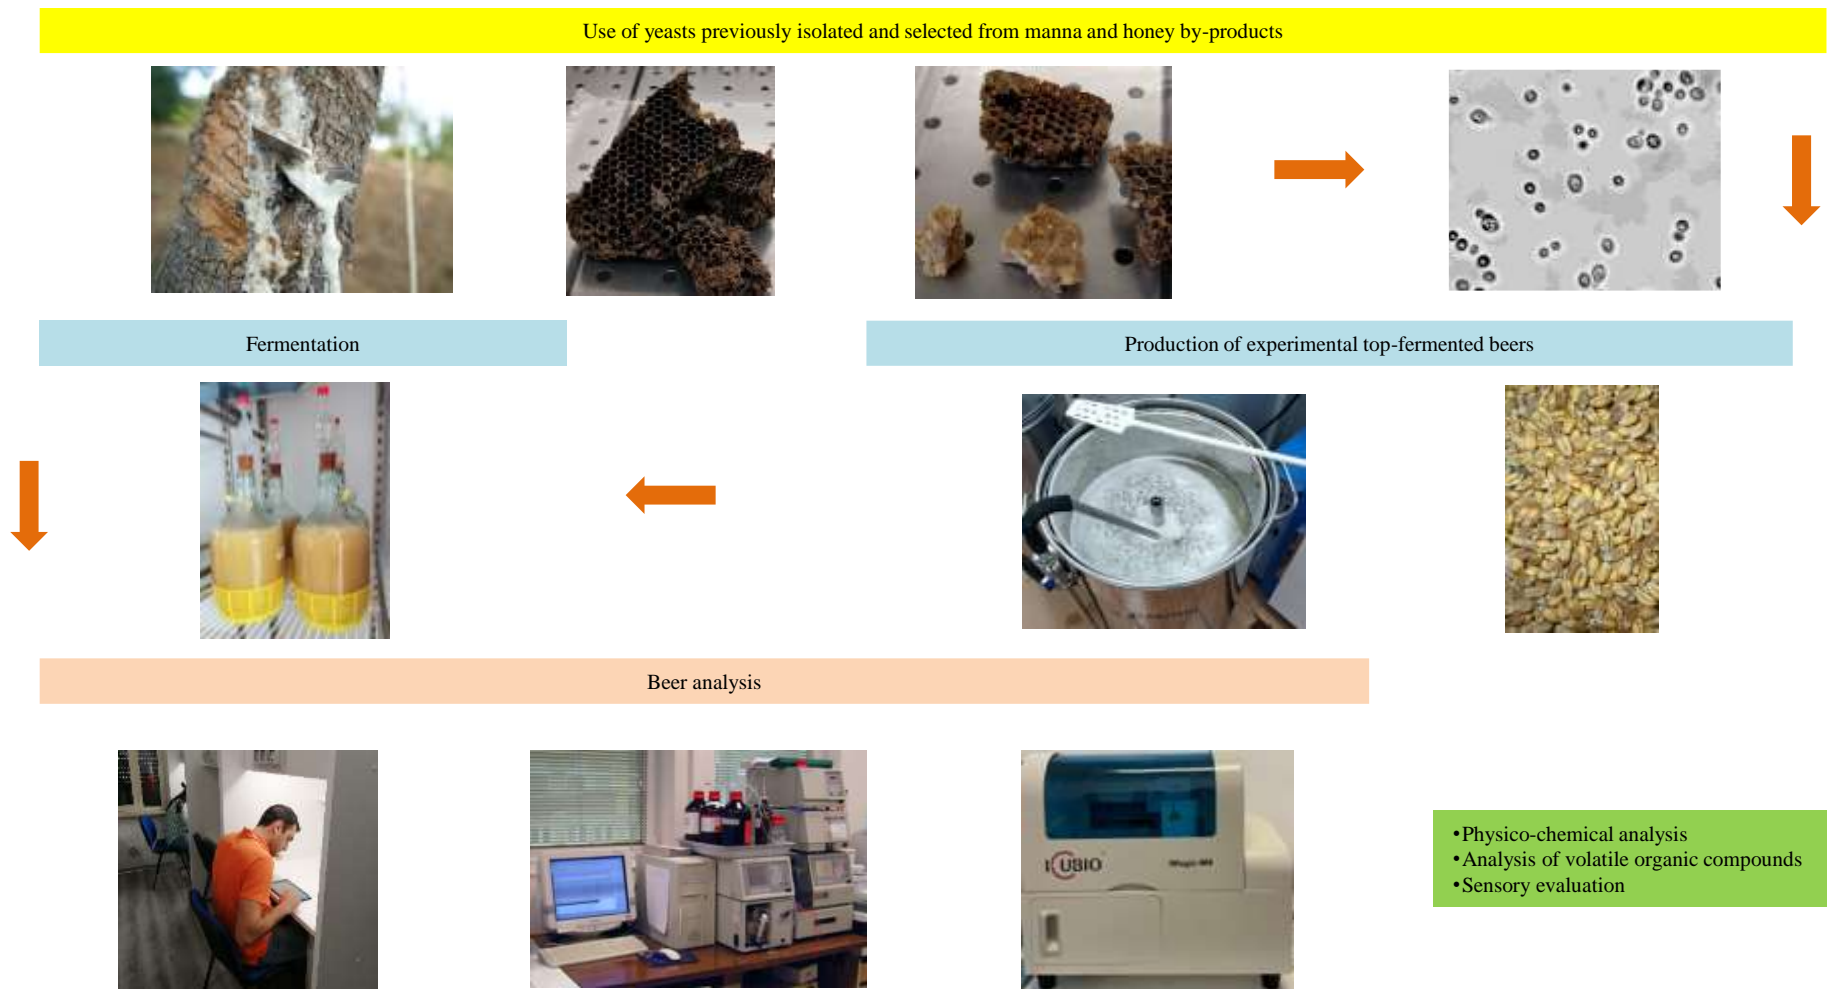 Use of yeasts previously isolated and selected from manna and honey by-products
Fermentation
Production of experimental top-fermented beers
Beer analysis
•Physico-chemical analysis
•Analysis of volatile organic compounds
•Sensory evaluation